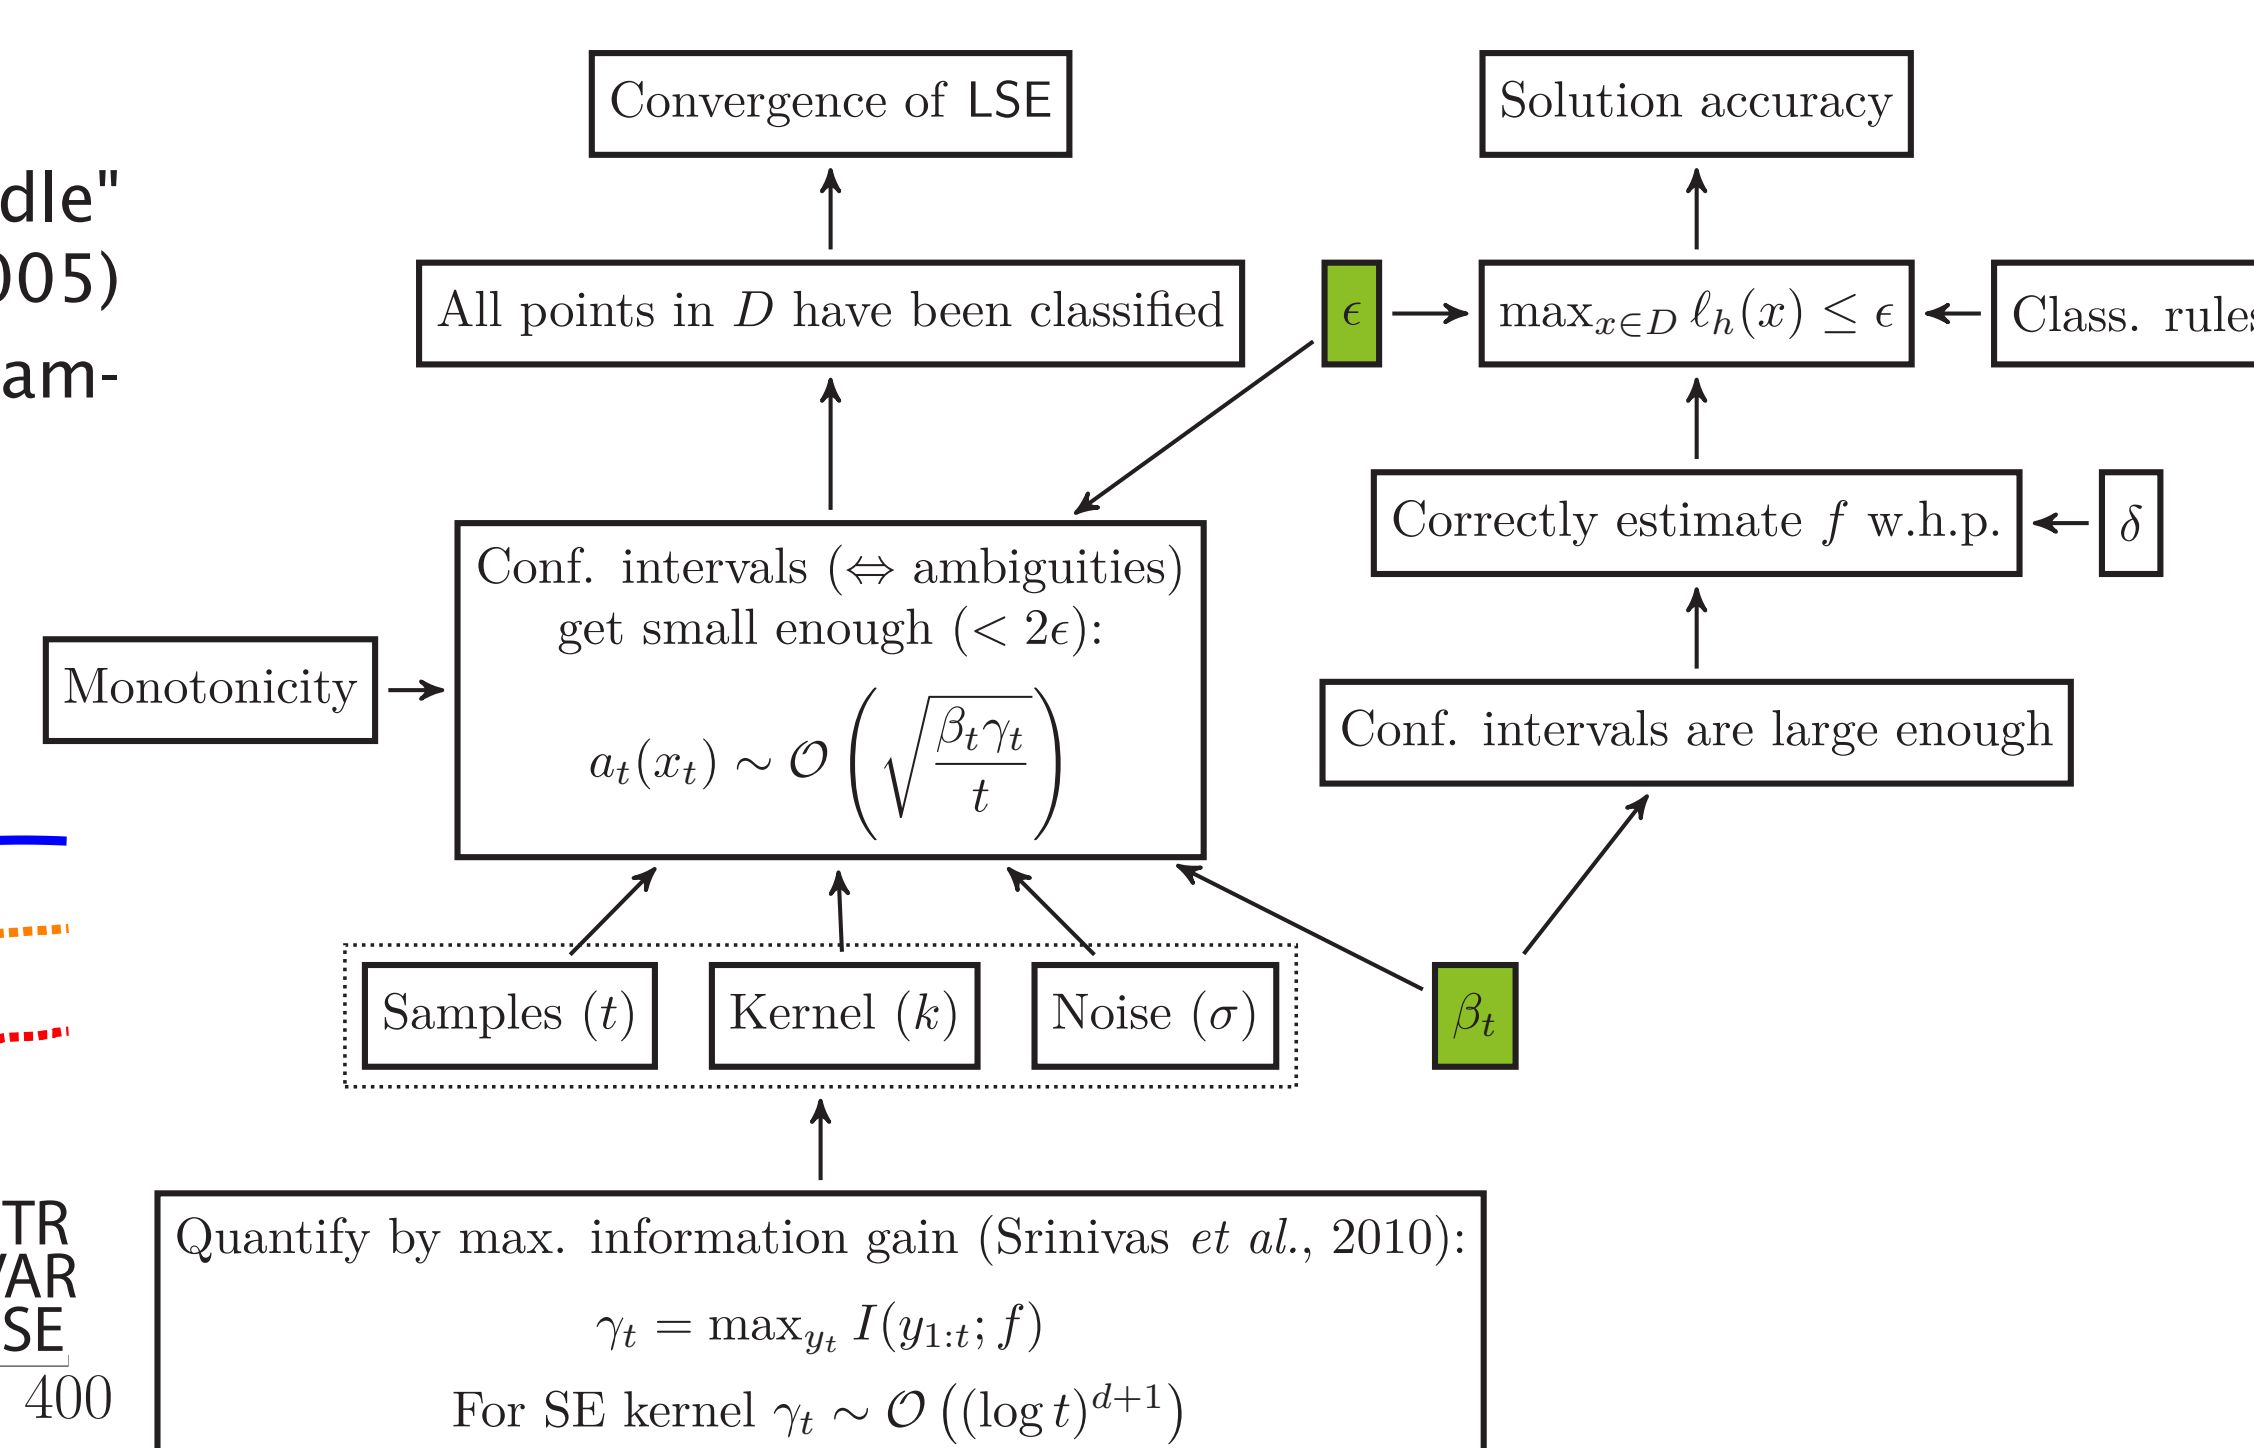 dle"
005)
am-
TR
VAR
SE
400
Convergence of LSE
All points in D have been classified
Conf. intervals (⇔ ambiguities)
get small enough (< 2ϵ):
a_t(x_t) ∼ 𝒪(√(β_tγ_t / t))
Monotonicity
Samples (t)
Kernel (k)
Noise (σ)
Quantify by max. information gain (Srinivas et al., 2010):
γ_t = max_{y_t} I(y_{1:t}; f)
For SE kernel γ_t ∼ 𝒪((log t)^{d+1})
Solution accuracy
ϵ
max_{x∈D} ℓ_h(x) ≤ ϵ
Class. rules
Correctly estimate f w.h.p.
δ
Conf. intervals are large enough
β_t